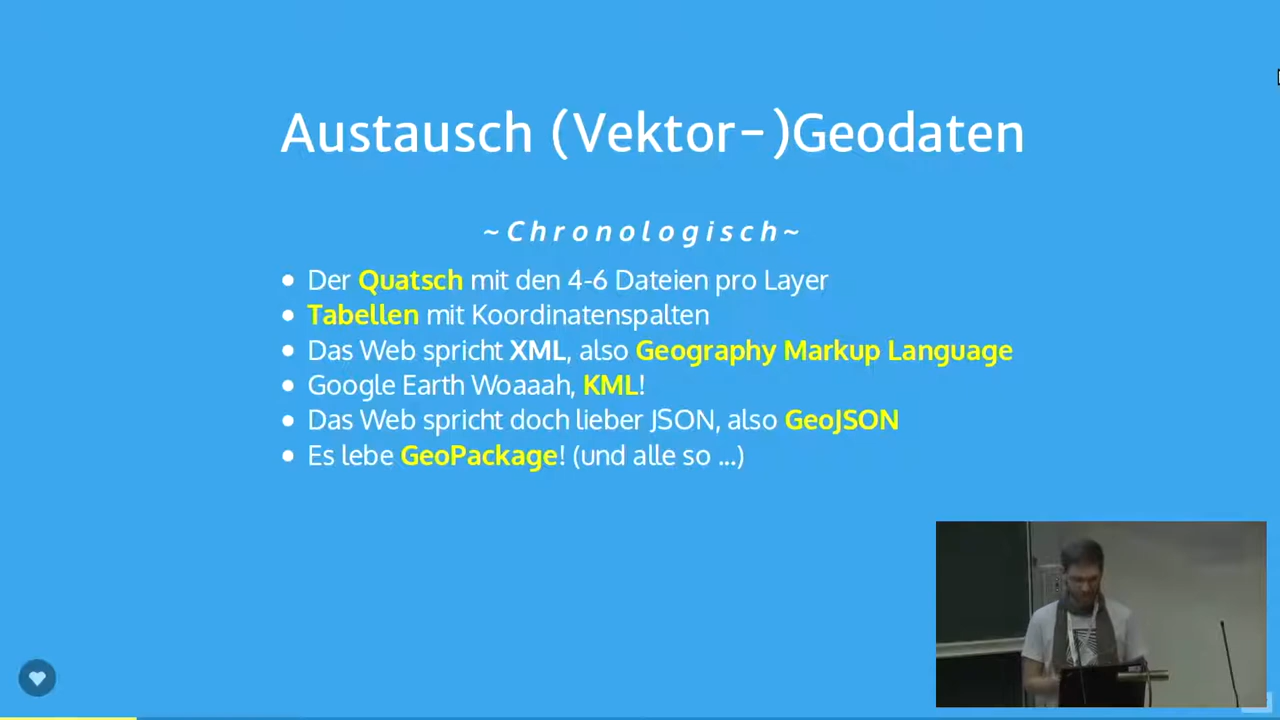 Austausch (Vektor-)Geodaten
~Chronologisch~
• Der Quatsch mit den 4-6 Dateien pro Layer
• Tabellen mit Koordinatenspalten
• Das Web spricht XML, also Geography Markup Language
• Google Earth Woaaah, KML!
• Das Web spricht doch lieber JSON, also GeoJSON
• Es lebe GeoPackage! (und alle so ...)